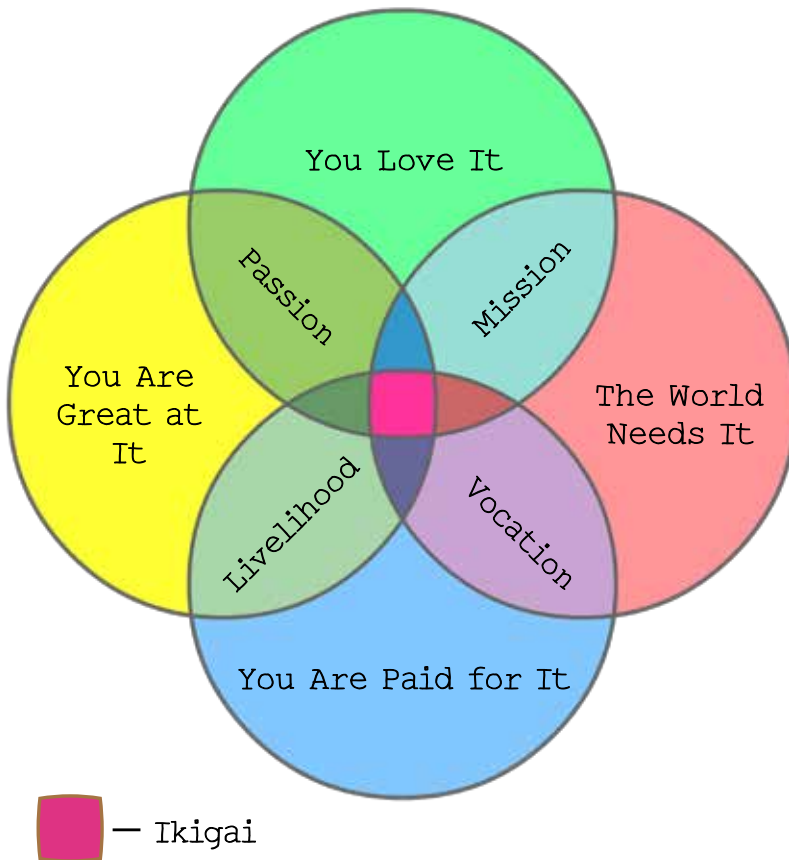 You Love It
Passion
Mission
You Are
Great at
It
The World
Needs It
Livelihood
Vocation
You Are Paid for It
— Ikigai